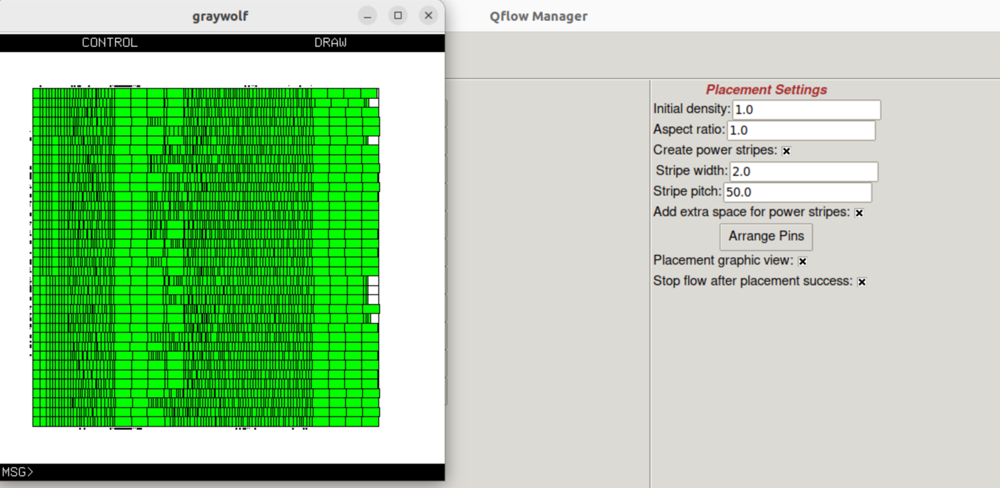 graywolf
Qflow Manager
CONTROL DRAW
Placement Settings
Initial density: 1.0
Aspect ratio: 1.0
Create power stripes:
Stripe width: 2.0
Stripe pitch: 50.0
Add extra space for power stripes:
Arrange Pins
Placement graphic view:
Stop flow after placement success:
MSG>